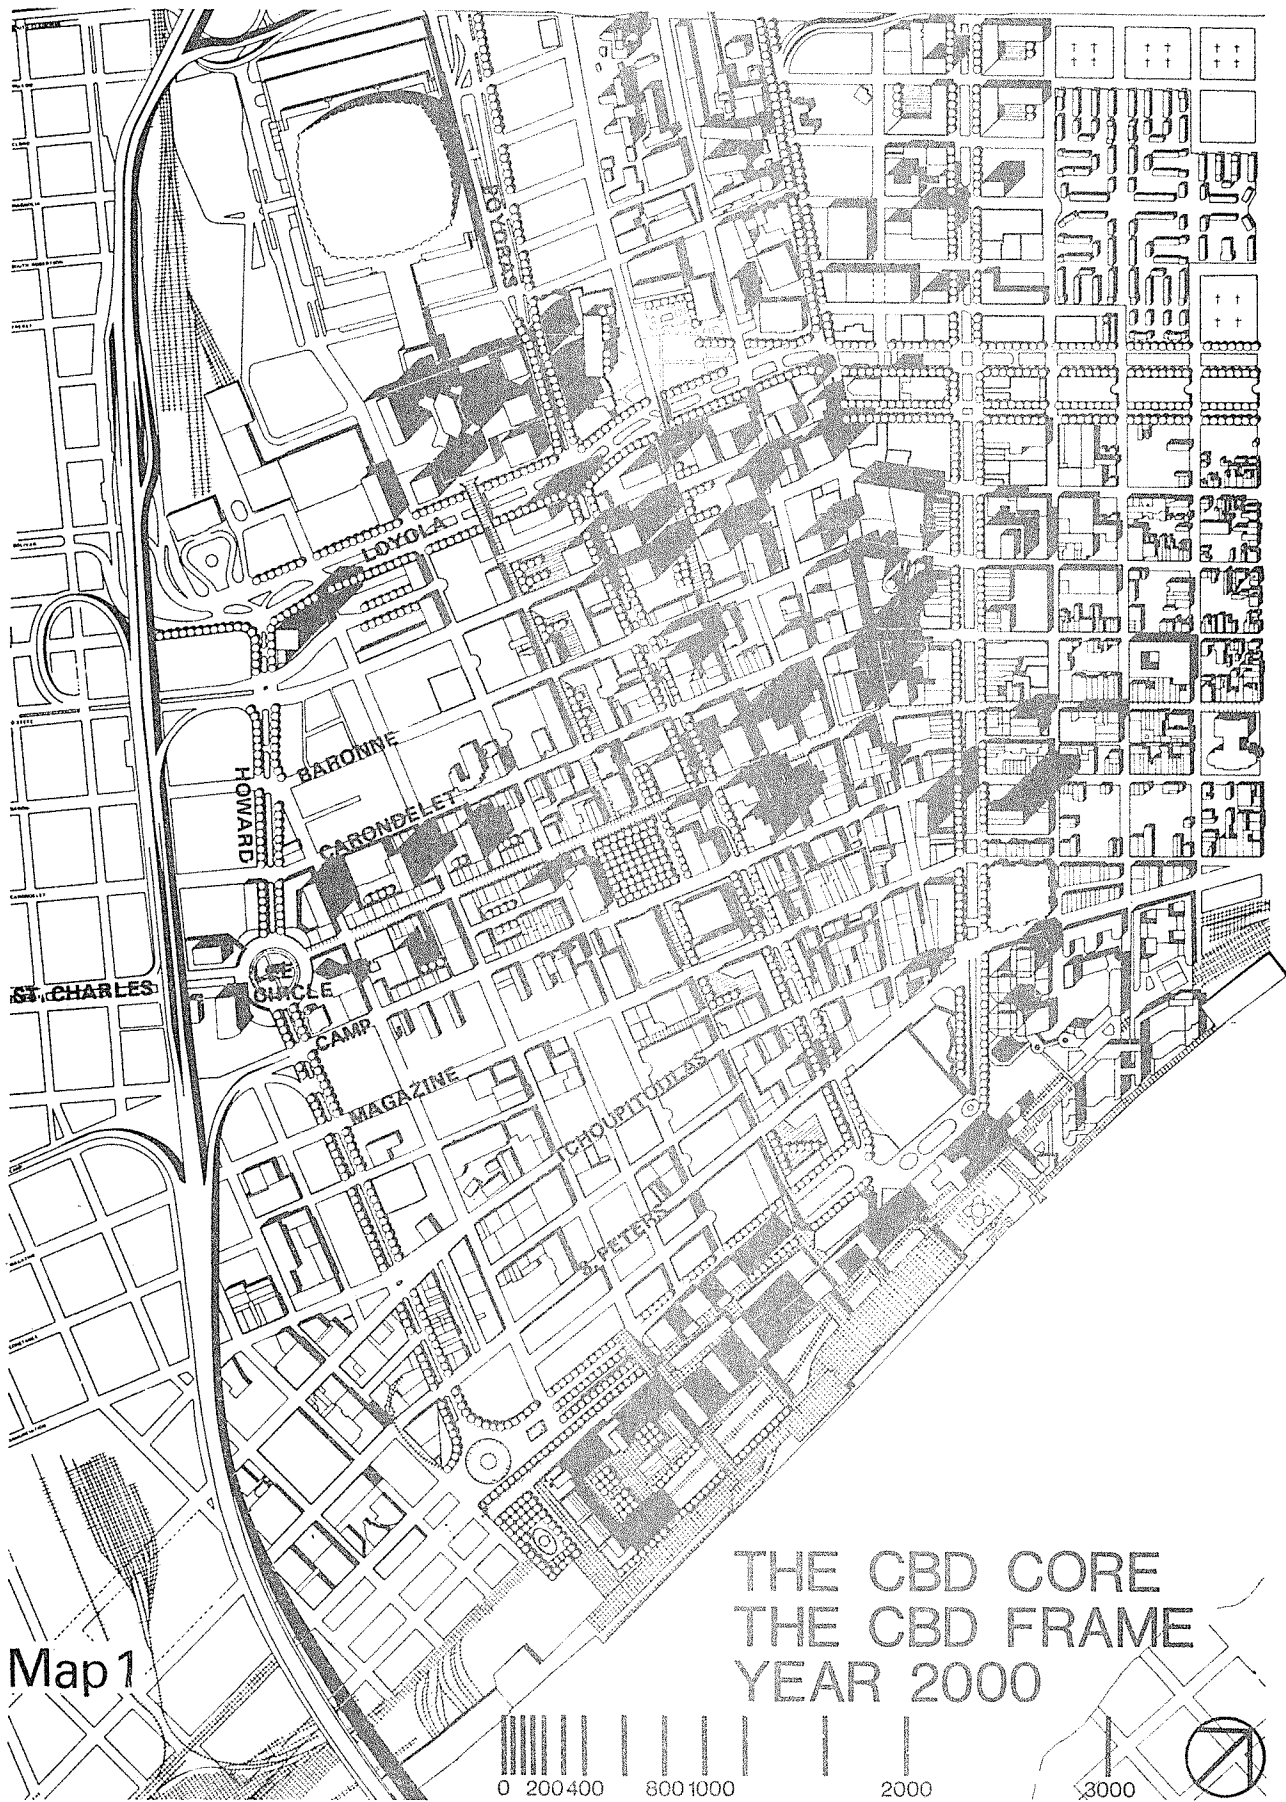 POYDRAS
LOYOLA
BARONNE
HOWARD
CARONDELET
LEE
CIRCLE
ST. CHARLES
CAMP
MAGAZINE
TCHOUPITOULAS
S. PETERS
THE CBD CORE
THE CBD FRAME
YEAR 2000
Map 1
0 200 400 800 1000 2000 3000